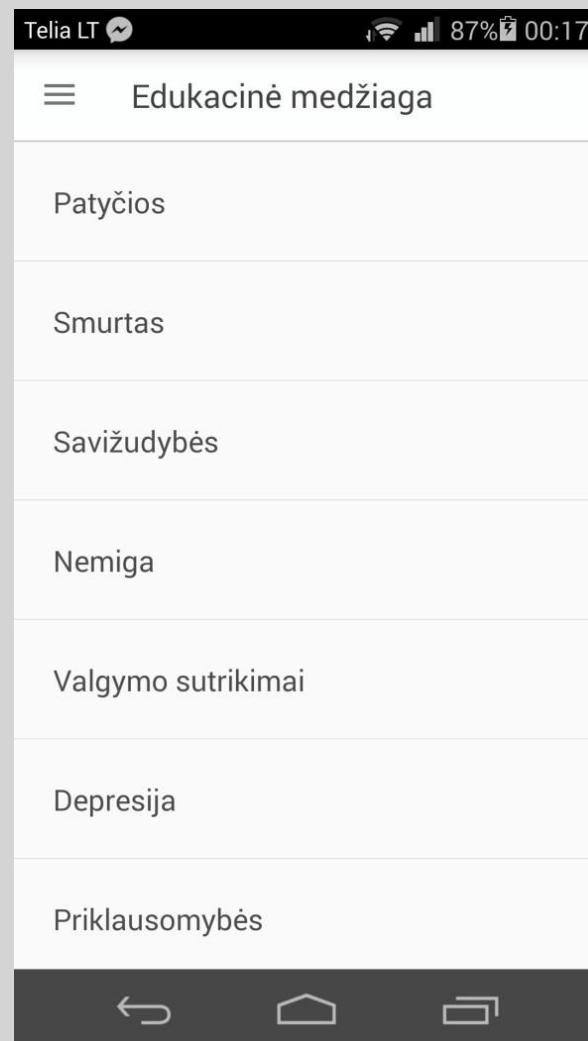 Telia LT 87% 00:17
Edukacinė medžiaga
Patyčios
Smurtas
Savižudybės
Nemiga
Valgymo sutrikimai
Depresija
Priklausomybės